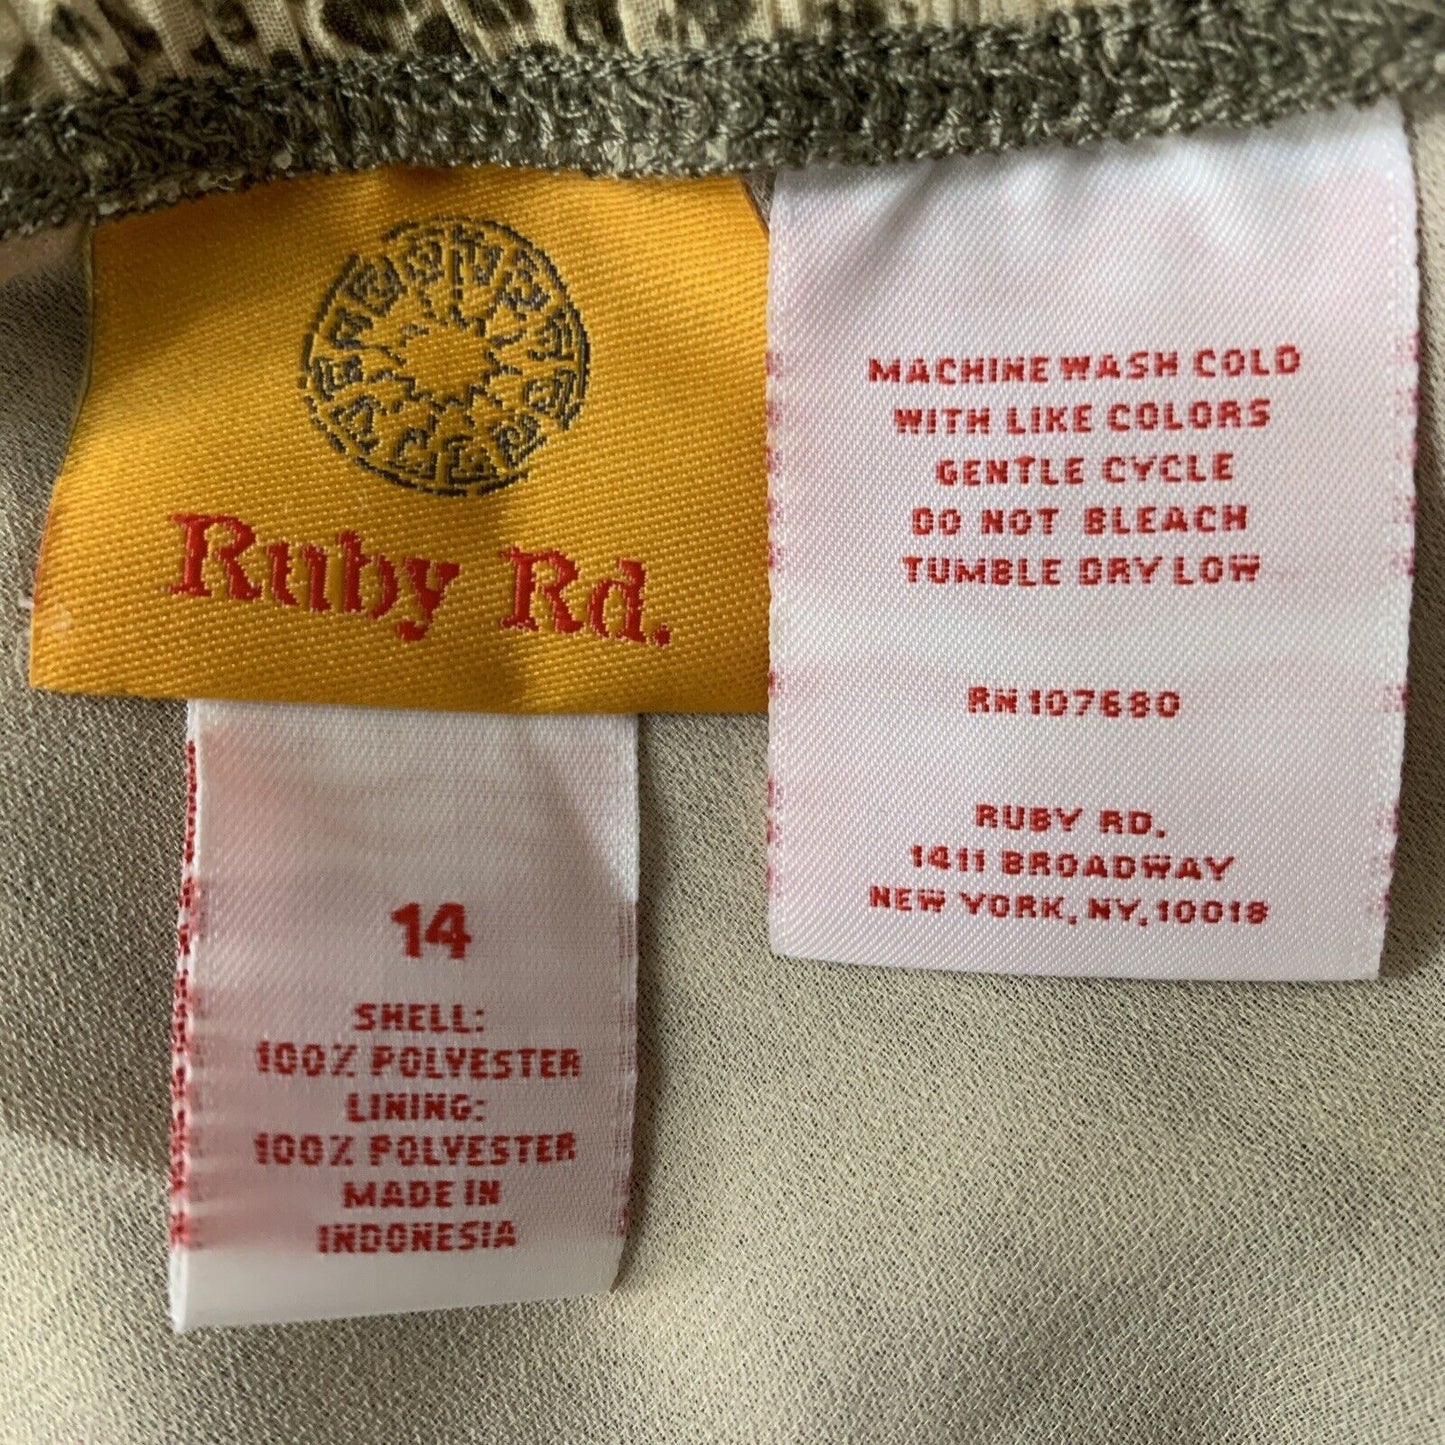 Ruby Rd.
14
SHELL:
100% POLYESTER
LINING:
100% POLYESTER
MADE IN
INDONESIA
MACHINE WASH COLD
WITH LIKE COLORS
GENTLE CYCLE
DO NOT BLEACH
TUMBLE DRY LOW
RN 107680
RUBY RD.
1411 BROADWAY
NEW YORK, NY, 10018